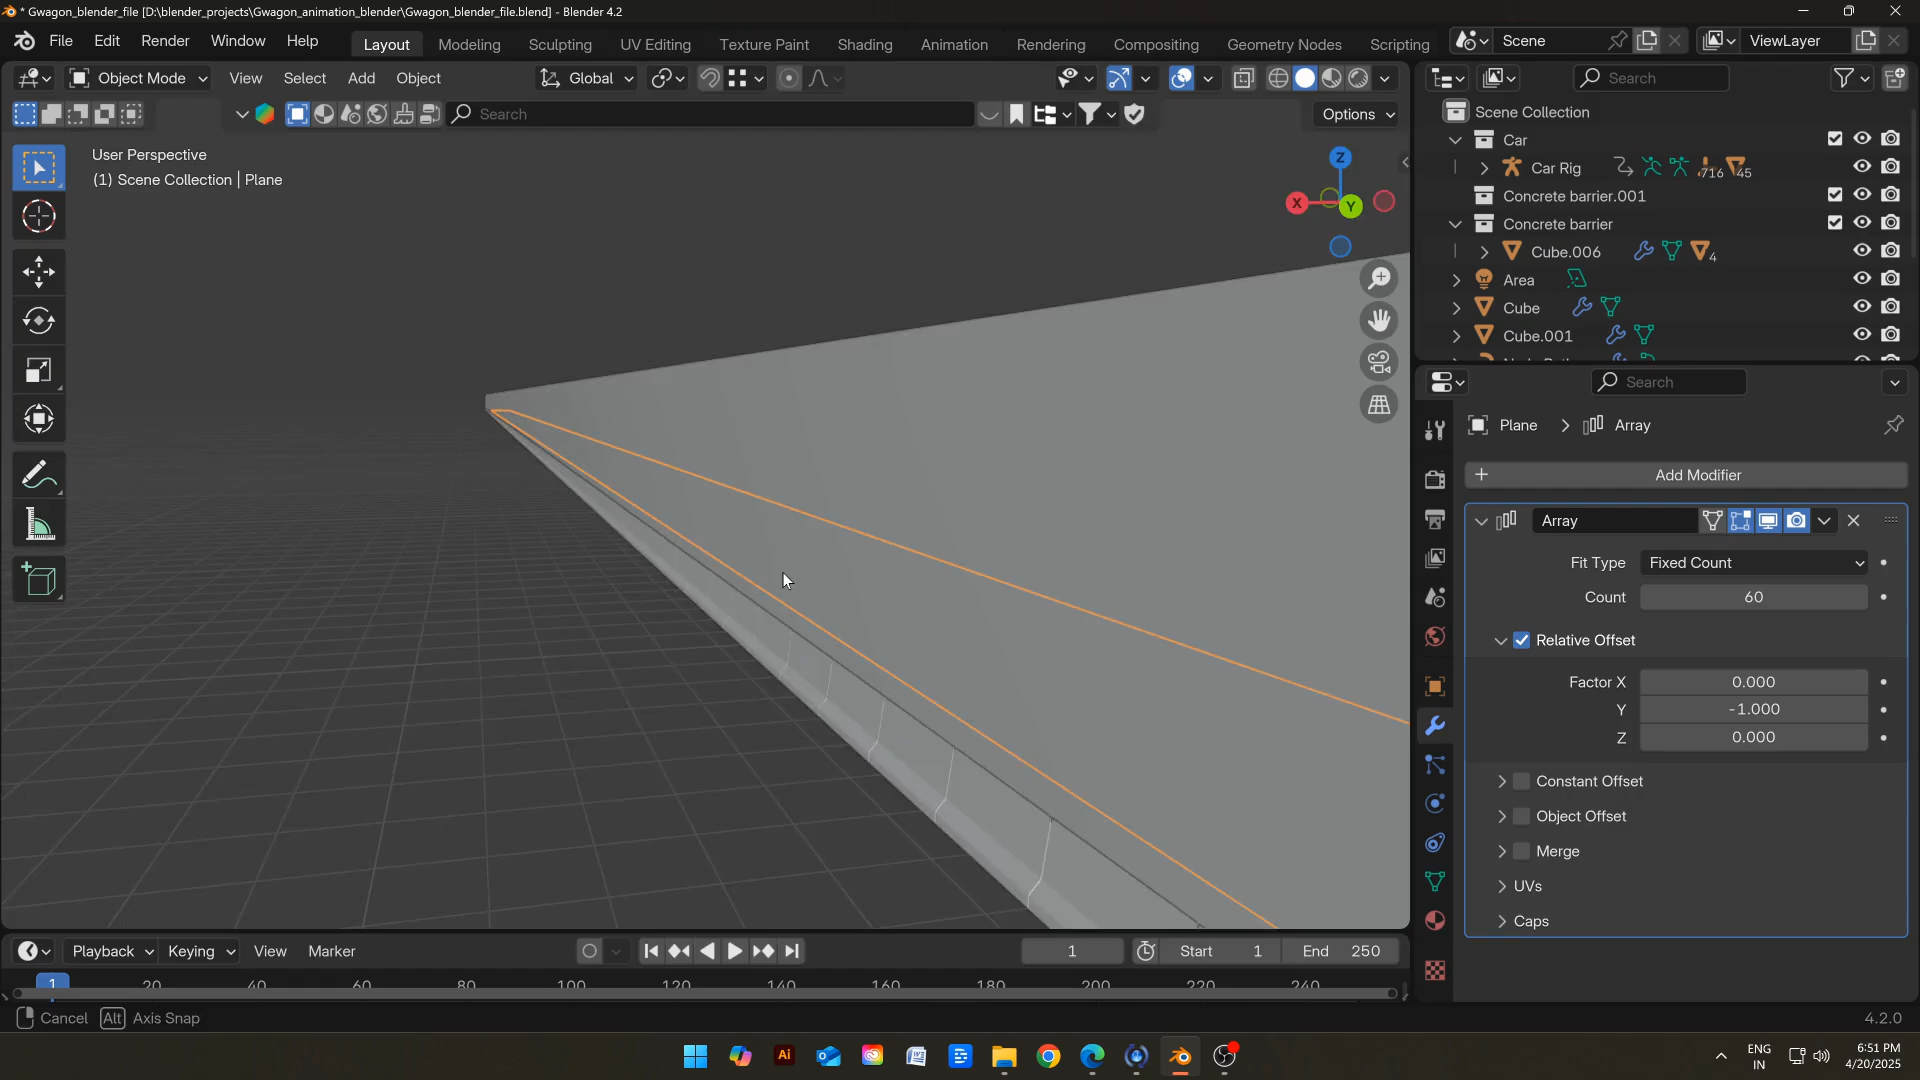 * Gwagon_blender_file [D:\blender_projects\Gwagon_animation_blender\Gwagon_blender_file.blend] - Blender 4.2
File Edit Render Window Help Layout Modeling Sculpting UV Editing Texture Paint Shading Animation Rendering Compositing Geometry Nodes Scripting Scene ViewLayer
Object Mode View Select Add Object Global Search
Search Options
User Perspective
(1) Scene Collection | Plane
Z
X
Y
Scene Collection
Car
Car Rig 716 45
Concrete barrier.001
Concrete barrier
Cube.006 4
Area
Cube
Cube.001
Search
Plane Array
+ Add Modifier
Array
Fit Type Fixed Count
Count 60
Relative Offset
Factor X 0.000
Y -1.000
Z 0.000
Constant Offset
Object Offset
Merge
UVs
Caps
Playback Keying View Marker 1 Start 1 End 250
1 20 40 60 80 100 120 140 160 180 200 220 240
Cancel Alt Axis Snap 4.2.0
Ai
ENG
IN
6:51 PM
4/20/2025